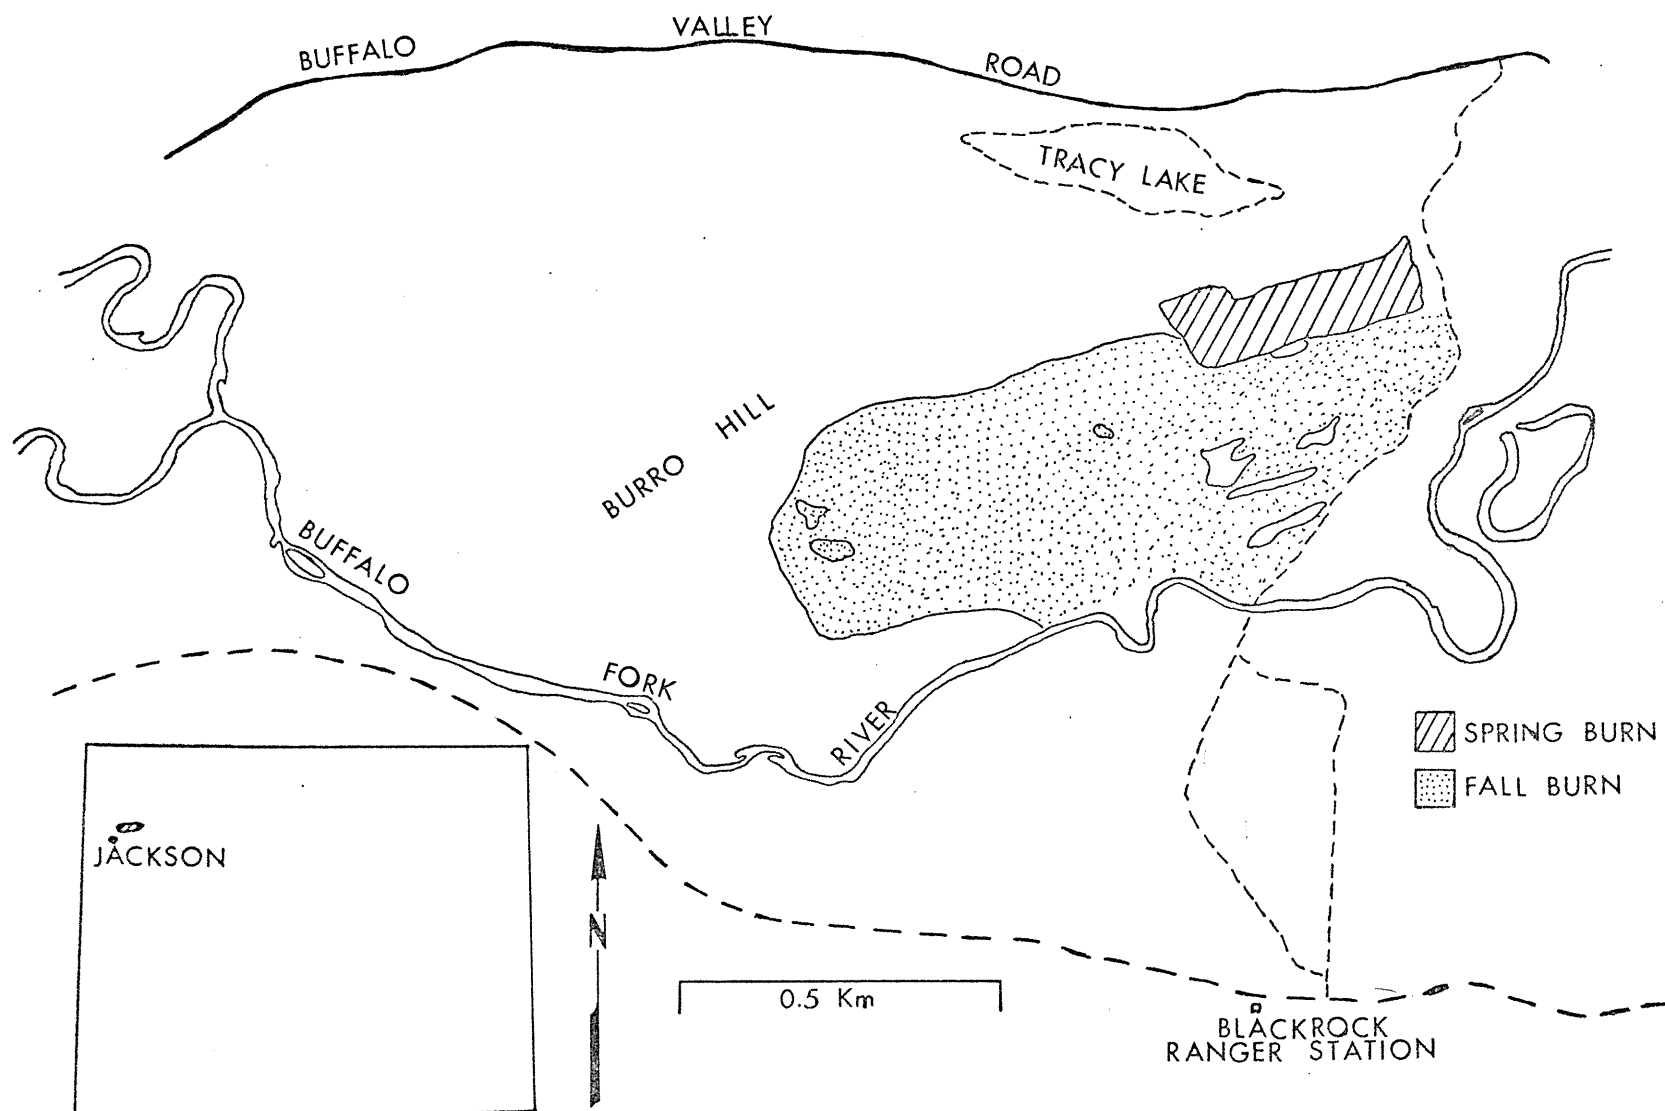 BUFFALO VALLEY ROAD
TRACY LAKE
BURRO HILL
BUFFALO FORK RIVER
SPRING BURN
FALL BURN
JACKSON
N
0.5 Km
BLACKROCK
RANGER STATION